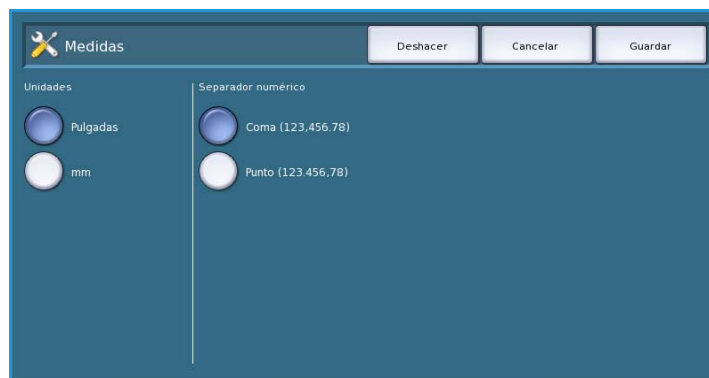 Medidas
Deshacer
Cancelar
Guardar
Unidades
Pulgadas
mm
Separador numérico
Coma (123,456.78)
Punto (123.456,78)